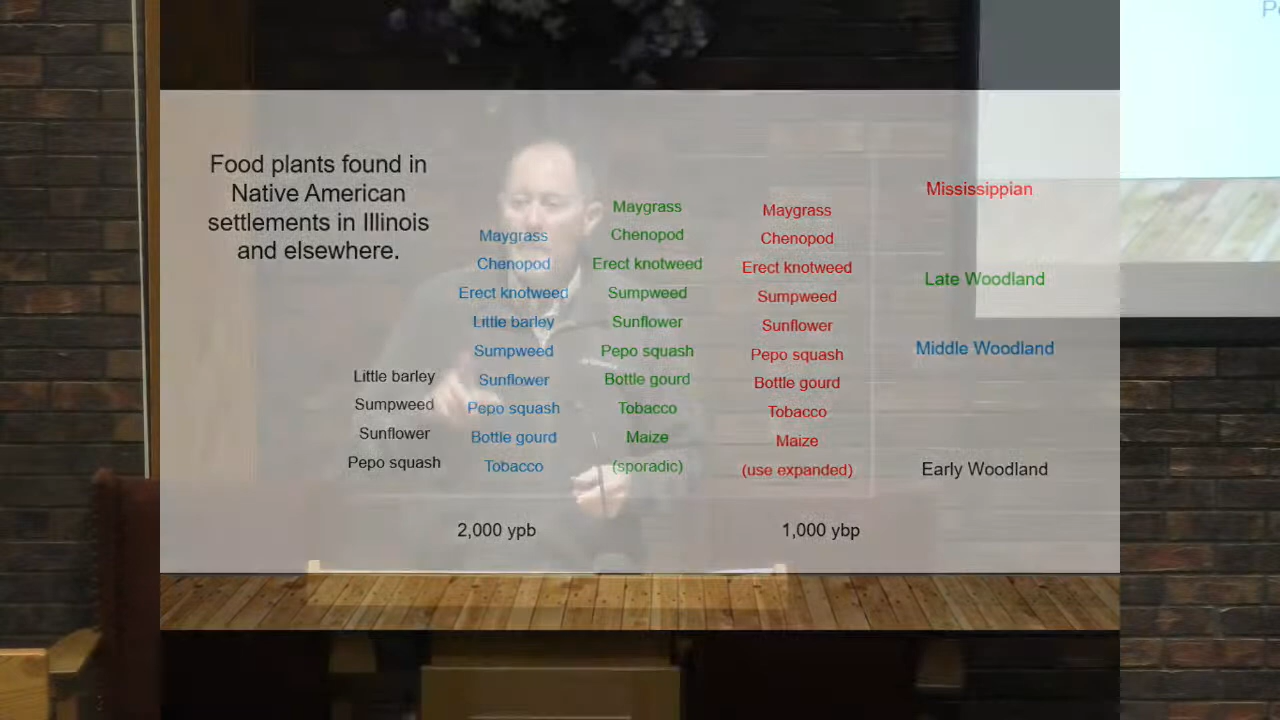 Food plants found in
Native American
settlements in Illinois
and elsewhere.
Little barley
Sumpweed
Sunflower
Pepo squash
Maygrass
Chenopod
Erect knotweed
Little barley
Sumpweed
Sunflower
Pepo squash
Bottle gourd
Tobacco
Maygrass
Chenopod
Erect knotweed
Sumpweed
Sunflower
Pepo squash
Bottle gourd
Tobacco
Maize
(sporadic)
Maygrass
Chenopod
Erect knotweed
Sumpweed
Sunflower
Pepo squash
Bottle gourd
Tobacco
Maize
(use expanded)
Mississippian
Late Woodland
Middle Woodland
Early Woodland
2,000 ypb
1,000 ybp